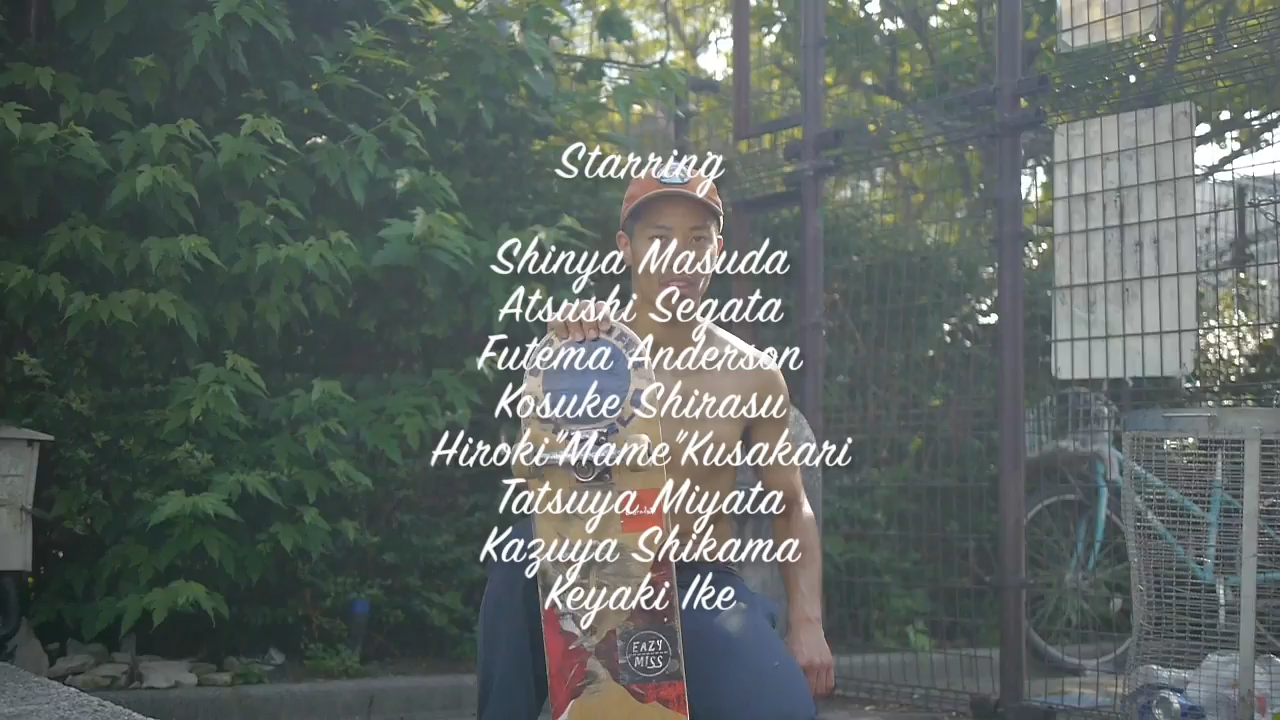 Starring
Shinya Masuda
Atsushi Segata
Futema Anderson
Kosuke Shirasu
Hiroki"Mame"Kusakari
Tatsuya Miyata
Kazuya Shikama
Keyaki Ike
EAZY
MISS